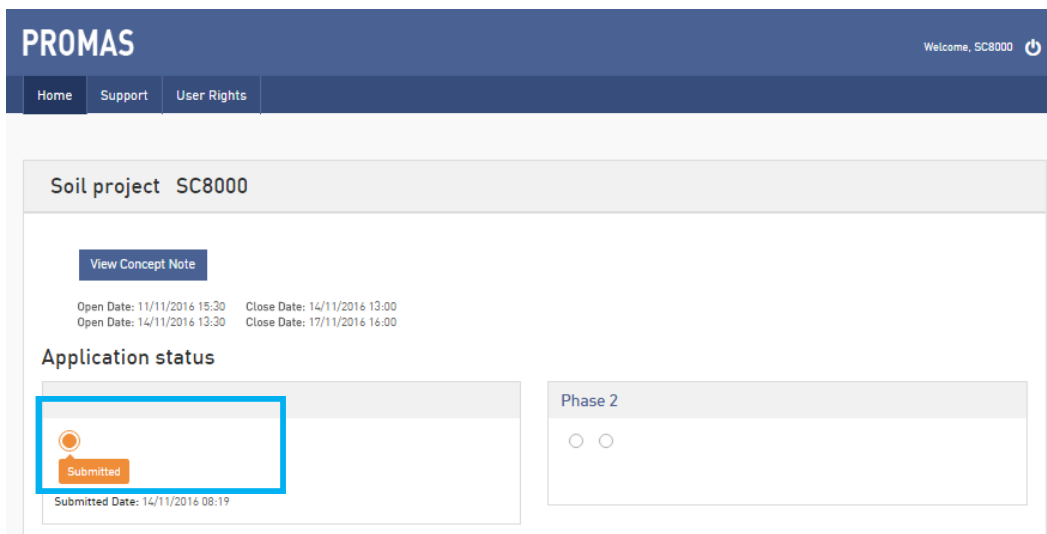 PROMAS
Welcome, SC8000
Home Support User Rights
Soil project SC8000
View Concept Note
Open Date: 11/11/2016 15:30 Close Date: 14/11/2016 13:00
Open Date: 14/11/2016 13:30 Close Date: 17/11/2016 16:00
Application status
Phase 2
Submitted
Submitted Date: 14/11/2016 08:19